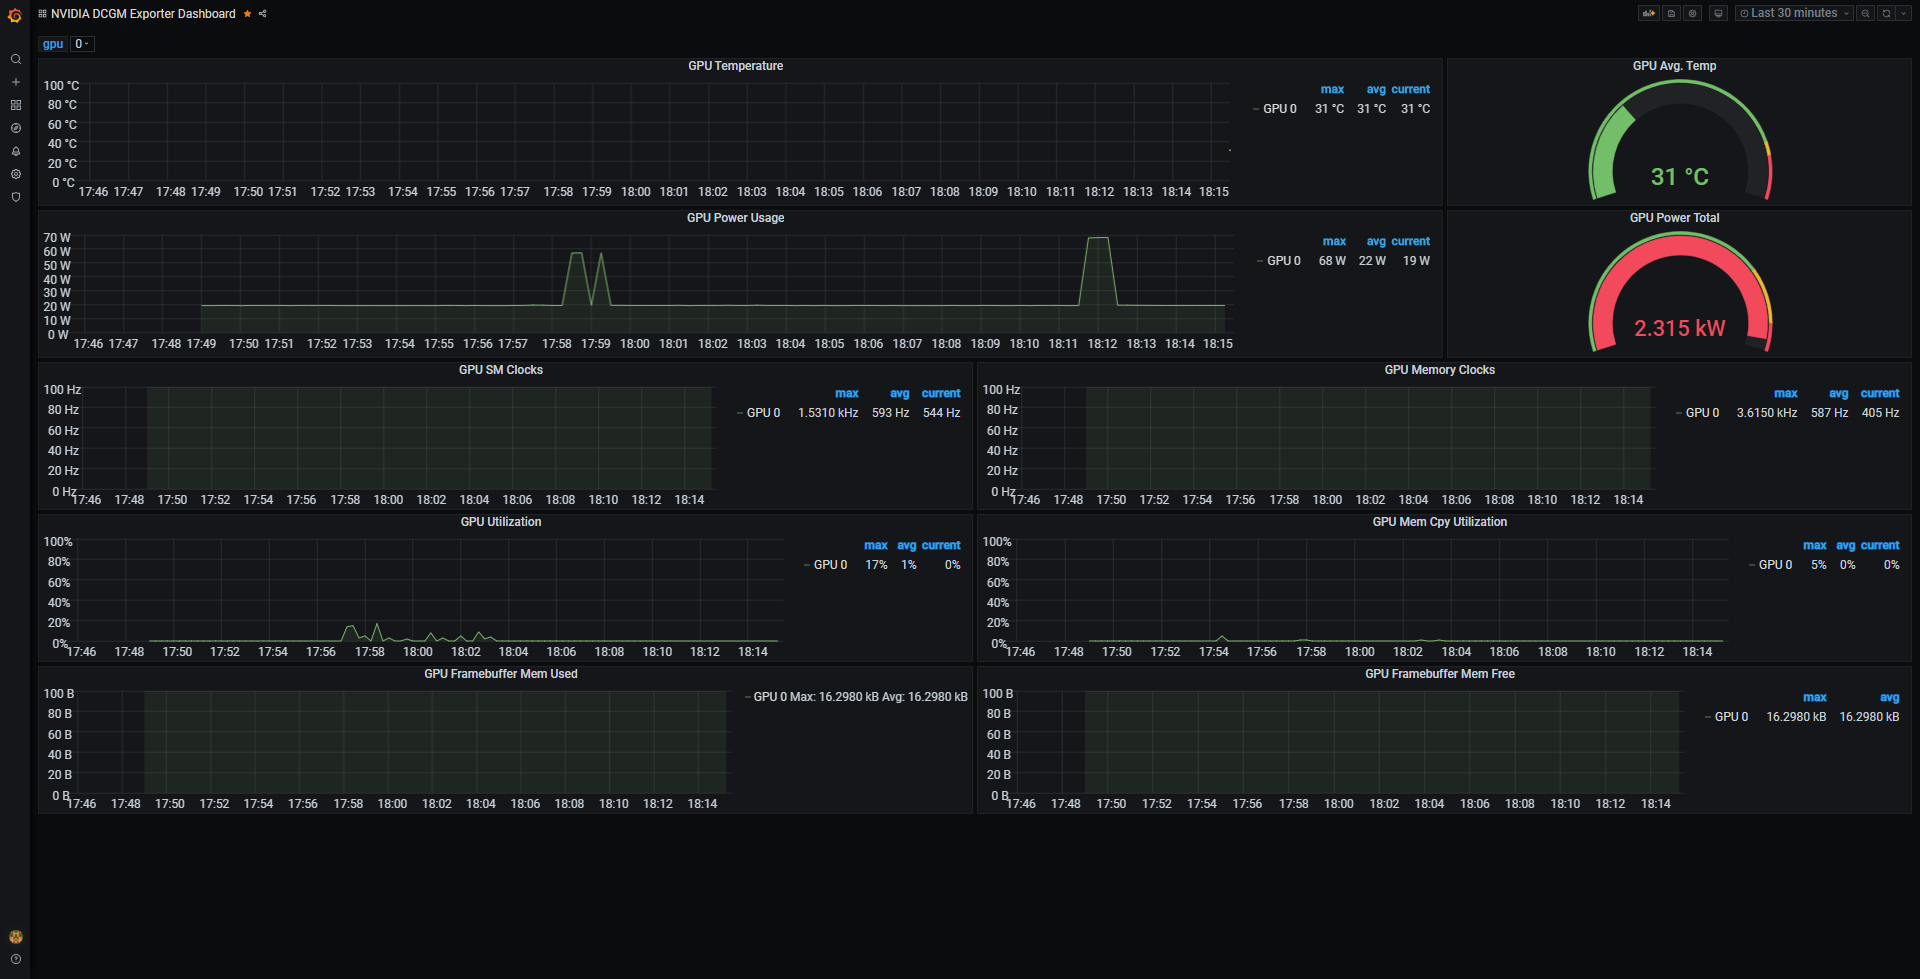 NVIDIA DCGM Exporter Dashboard
Last 30 minutes
gpu 0
GPU Temperature
100 °C
80 °C
60 °C
40 °C
20 °C
0 °C
17:46 17:47 17:48 17:49 17:50 17:51 17:52 17:53 17:54 17:55 17:56 17:57 17:58 17:59 18:00 18:01 18:02 18:03 18:04 18:05 18:06 18:07 18:08 18:09 18:10 18:11 18:12 18:13 18:14 18:15
max avg current
GPU 0 31 °C 31 °C 31 °C
GPU Avg. Temp
31 °C
GPU Power Usage
70 W
60 W
50 W
40 W
30 W
20 W
10 W
0 W
17:46 17:47 17:48 17:49 17:50 17:51 17:52 17:53 17:54 17:55 17:56 17:57 17:58 17:59 18:00 18:01 18:02 18:03 18:04 18:05 18:06 18:07 18:08 18:09 18:10 18:11 18:12 18:13 18:14 18:15
max avg current
GPU 0 68 W 22 W 19 W
GPU Power Total
2.315 kW
GPU SM Clocks
100 Hz
80 Hz
60 Hz
40 Hz
20 Hz
0 Hz
17:46 17:48 17:50 17:52 17:54 17:56 17:58 18:00 18:02 18:04 18:06 18:08 18:10 18:12 18:14
max avg current
GPU 0 1.5310 kHz 593 Hz 544 Hz
GPU Memory Clocks
100 Hz
80 Hz
60 Hz
40 Hz
20 Hz
0 Hz
17:46 17:48 17:50 17:52 17:54 17:56 17:58 18:00 18:02 18:04 18:06 18:08 18:10 18:12 18:14
max avg current
GPU 0 3.6150 kHz 587 Hz 405 Hz
GPU Utilization
100%
80%
60%
40%
20%
0%
17:46 17:48 17:50 17:52 17:54 17:56 17:58 18:00 18:02 18:04 18:06 18:08 18:10 18:12 18:14
max avg current
GPU 0 17% 1% 0%
GPU Mem Cpy Utilization
100%
80%
60%
40%
20%
0%
17:46 17:48 17:50 17:52 17:54 17:56 17:58 18:00 18:02 18:04 18:06 18:08 18:10 18:12 18:14
max avg current
GPU 0 5% 0% 0%
GPU Framebuffer Mem Used
100 B
80 B
60 B
40 B
20 B
0 B
17:46 17:48 17:50 17:52 17:54 17:56 17:58 18:00 18:02 18:04 18:06 18:08 18:10 18:12 18:14
GPU 0 Max: 16.2980 kB Avg: 16.2980 kB
GPU Framebuffer Mem Free
100 B
80 B
60 B
40 B
20 B
0 B
17:46 17:48 17:50 17:52 17:54 17:56 17:58 18:00 18:02 18:04 18:06 18:08 18:10 18:12 18:14
max avg
GPU 0 16.2980 kB 16.2980 kB